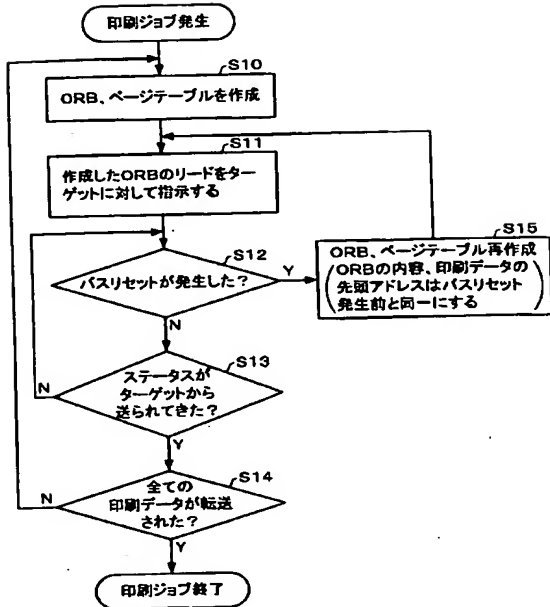 印刷ジョブ発生
S10
ORB、ページテーブルを作成
S11
作成したORBのリードをター
ゲットに対して指示する
S12
バスリセットが発生した?
Y
N
S15
ORB、ページテーブル再作成
(ORBの内容、印刷データの
先頭アドレスはバスリセット
発生前と同一にする)
S13
ステータスが
ターゲットから
送られてきた?
N
Y
S14
全ての
印刷データが転送
された?
N
Y
印刷ジョブ終了